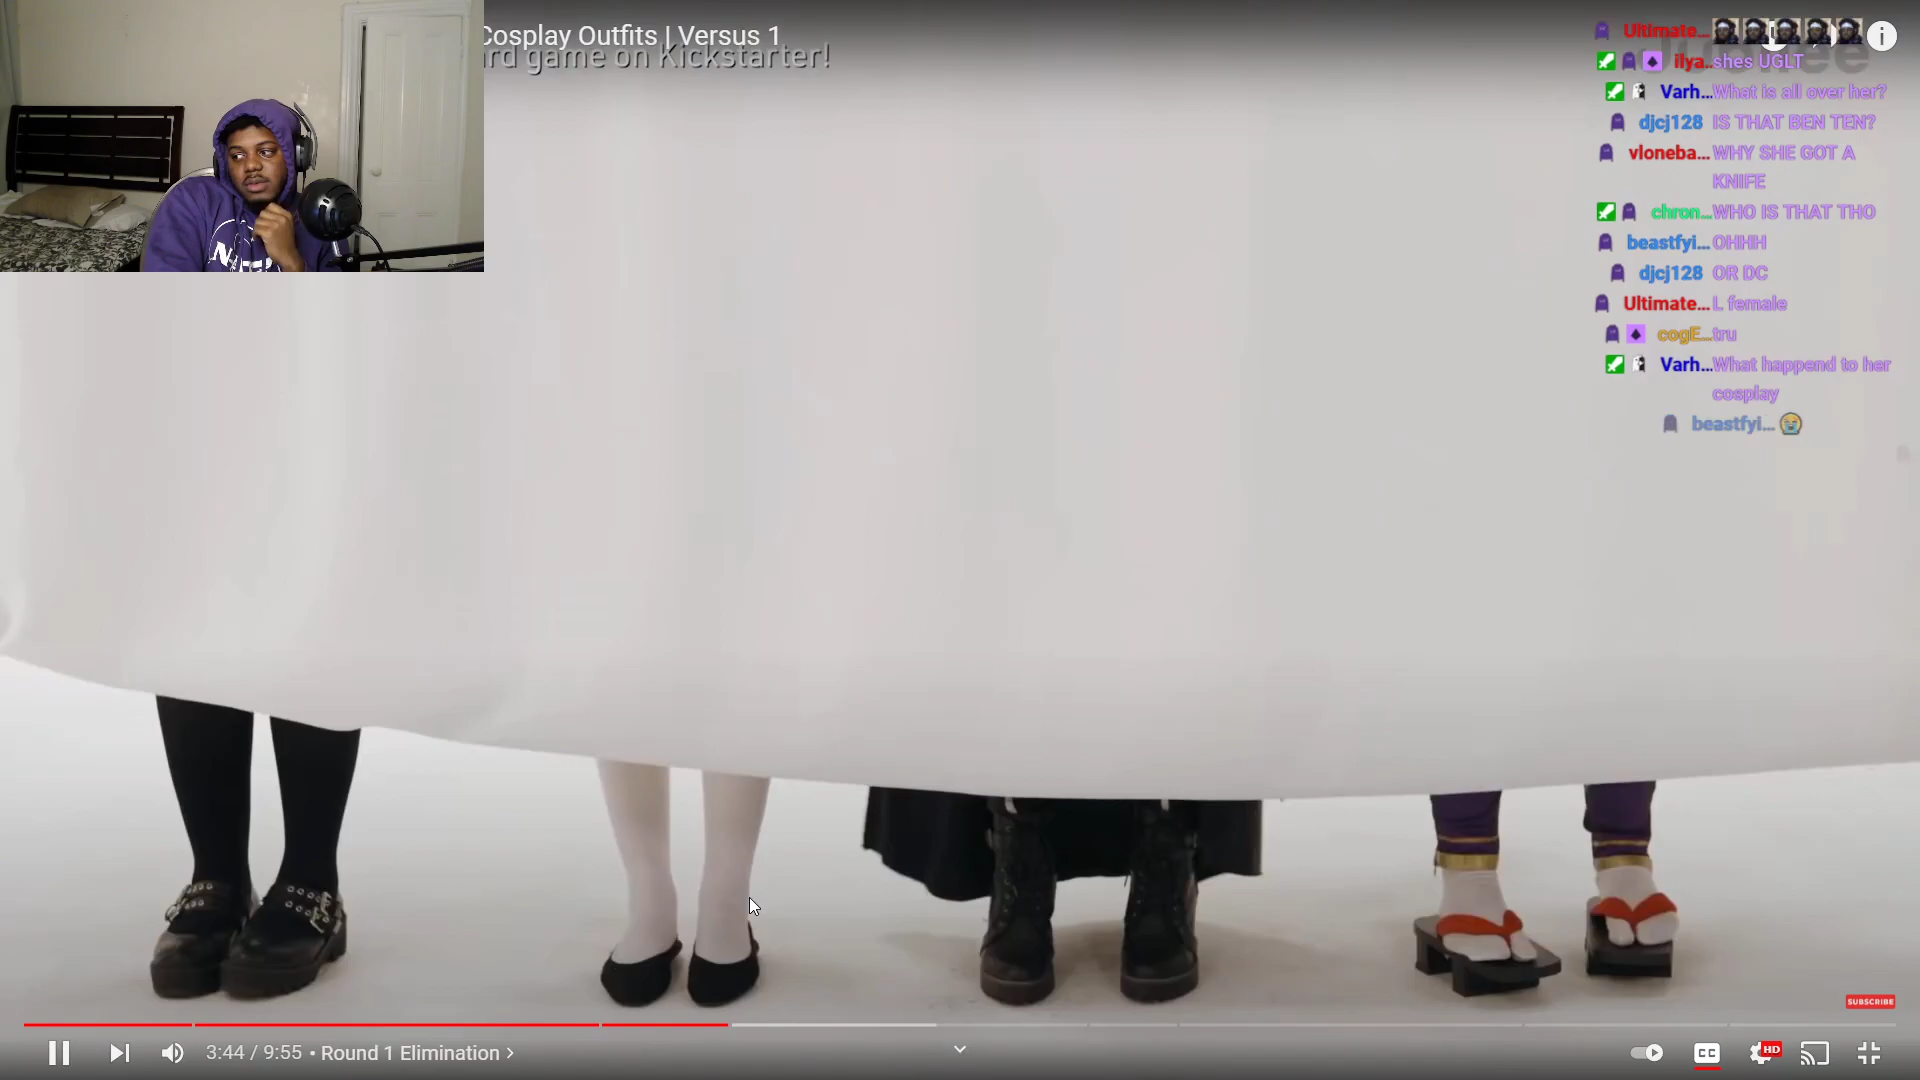 Cosplay Outfits | Versus 1
rd game on Kickstarter!
Ultimate...
ilya..shes UGLT
Varh...What is all over her?
djcj128 IS THAT BEN TEN?
vloneba...WHY SHE GOT A
KNIFE
chron...WHO IS THAT THO
beastfyi...OHHH
djcj128 OR DC
Ultimate...L female
cogE...tru
Varh...What happend to her
cosplay
beastfyi...
SUBSCRIBE
3:44 / 9:55 • Round 1 Elimination >
CC
HD